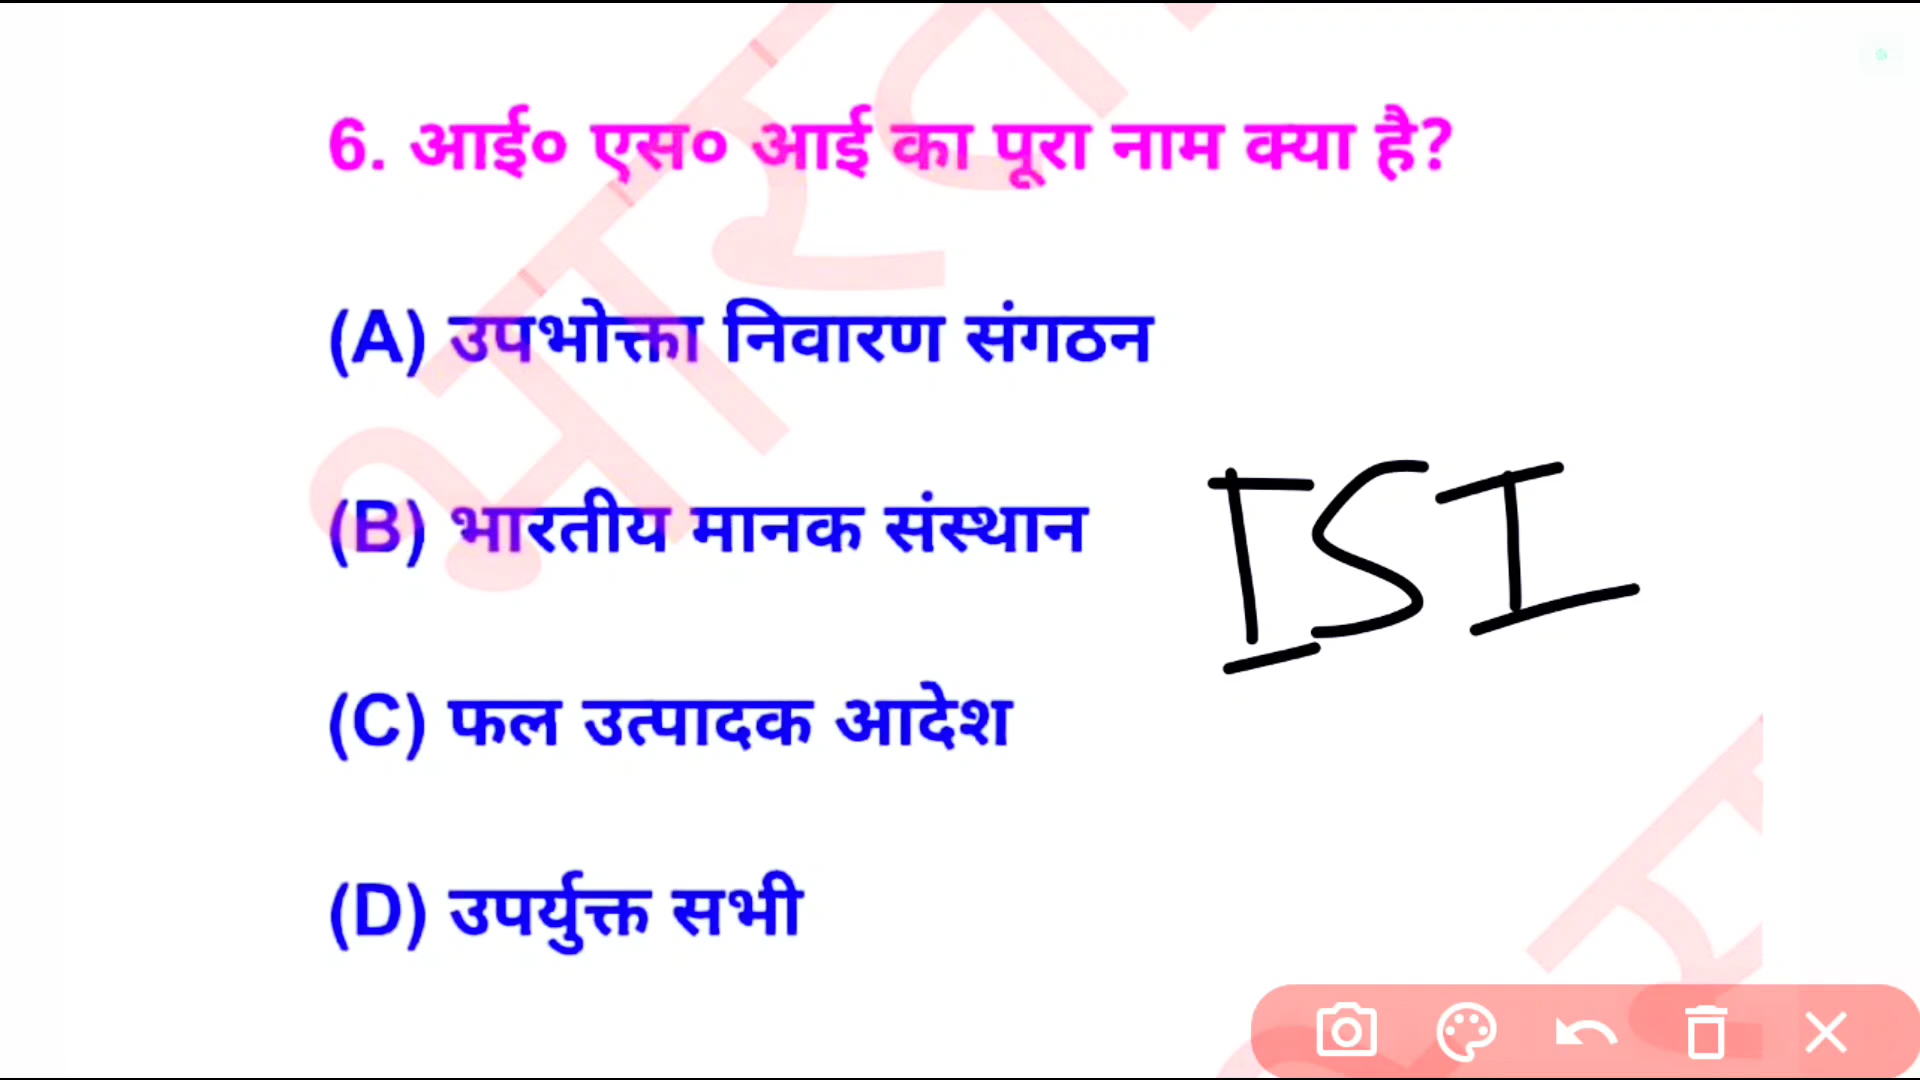 6. आई० एस० आई का पूरा नाम क्या है?
(A) उपभोक्ता निवारण संगठन
(B) भारतीय मानक संस्थान
ISI
(C) फल उत्पादक आदेश
(D) उपर्युक्त सभी